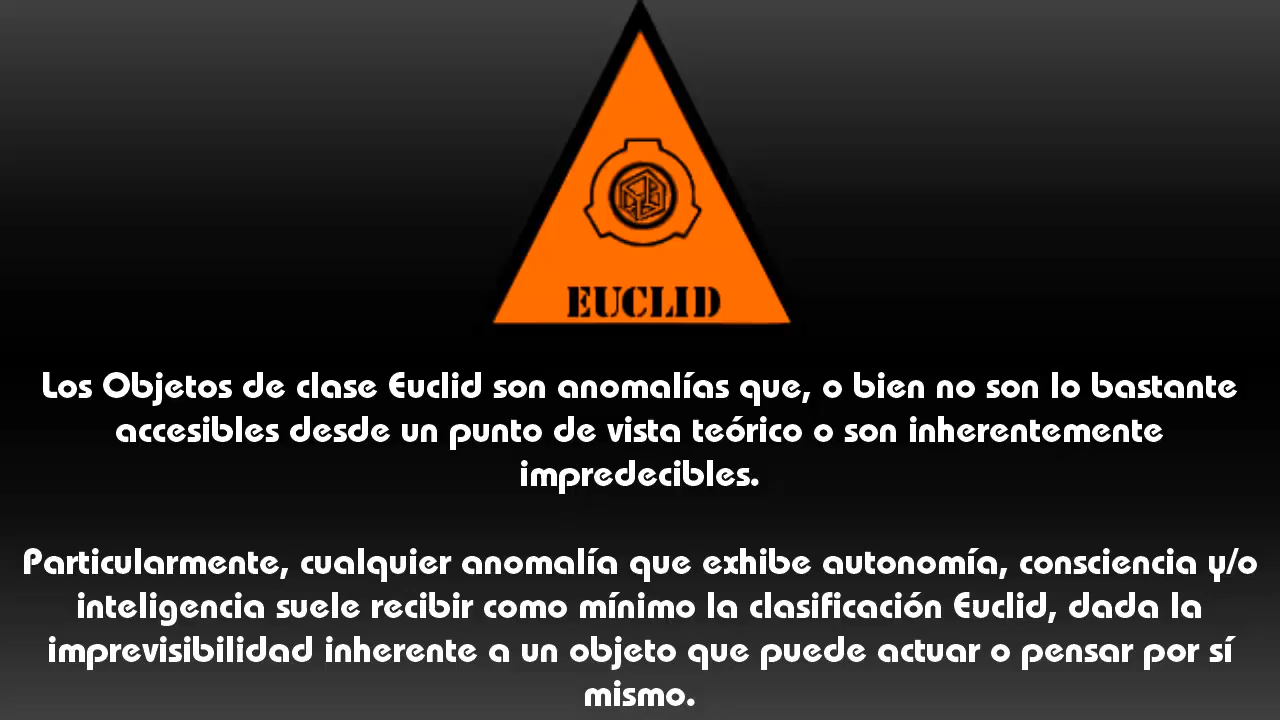 EUCLID
Los Objetos de clase Euclid son anomalías que, o bien no son lo bastante
accesibles desde un punto de vista teórico o son inherentemente
impredecibles.
Particularmente, cualquier anomalía que exhibe autonomía, consciencia y/o
inteligencia suele recibir como mínimo la clasificación Euclid, dada la
imprevisibilidad inherente a un objeto que puede actuar o pensar por sí
mismo.